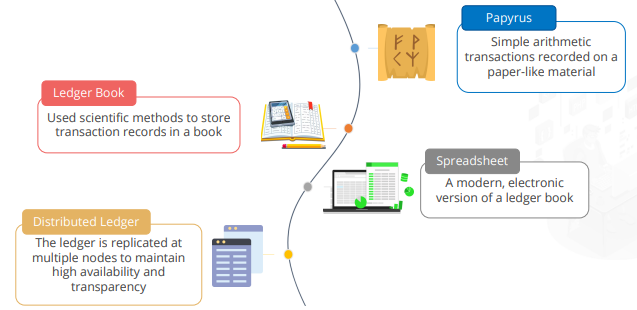 Papyrus
Simple arithmetic
transactions recorded on a
paper-like material
Ledger Book
Used scientific methods to store
transaction records in a book
Spreadsheet
A modern, electronic
version of a ledger book
Distributed Ledger
The ledger is replicated at
multiple nodes to maintain
high availability and
transparency